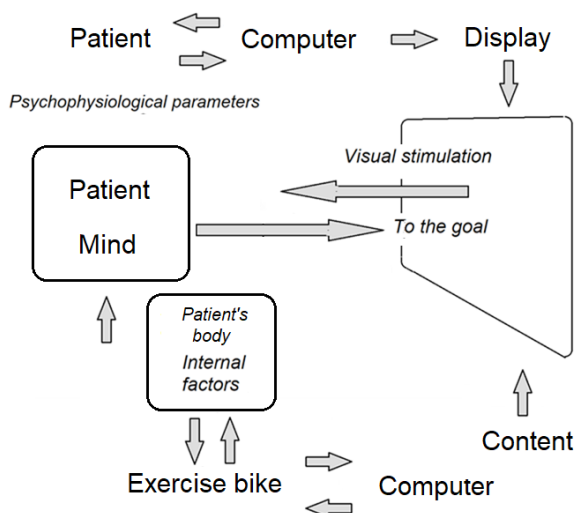 Patient
Computer
Display
Psychophysiological parameters
Visual stimulation
Patient
Mind
To the goal
Patient's
body
Internal
factors
Content
Exercise bike
Computer